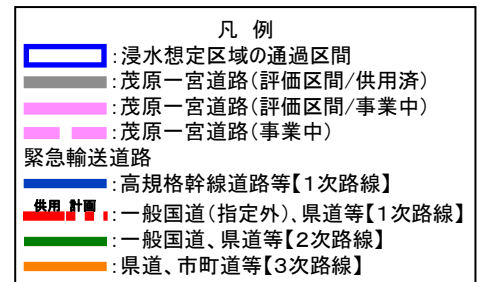 凡 例
:浸水想定区域の通過区間
:茂原一宮道路(評価区間/供用済)
:茂原一宮道路(評価区間/事業中)
:茂原一宮道路(事業中)
緊急輸送道路
:高規格幹線道路等【1次路線】
供用 計画
:一般国道(指定外)、県道等【1次路線】
:一般国道、県道等【2次路線】
:県道、市町道等【3次路線】